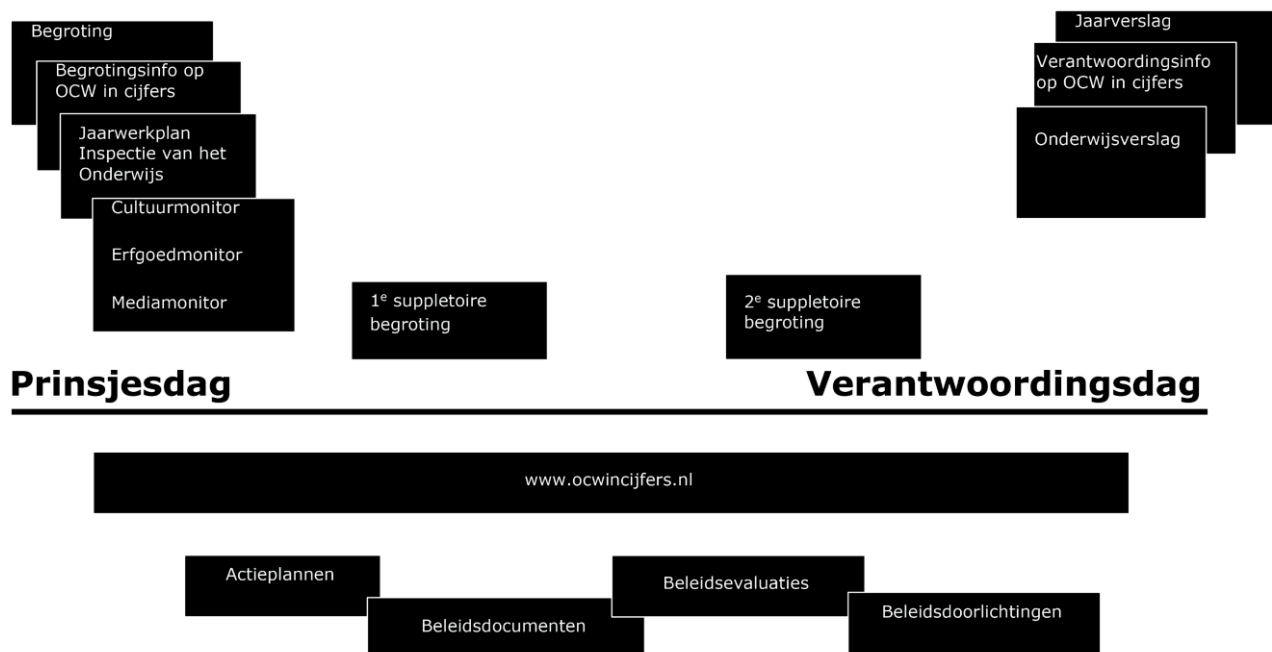 Begroting
Begrotingsinfo op
OCW in cijfers
Jaarwerkplan
Inspectie van het
Onderwijs
Cultuurmonitor
Erfgoedmonitor
Mediamonitor
1e suppletoire
begroting
2e suppletoire
begroting
Jaarverslag
Verantwoordingsinfo
op OCW in cijfers
Onderwijsverslag
Prinsjesdag
Verantwoordingsdag
www.ocwincijfers.nl
Actieplannen
Beleidsdocumenten
Beleidsevaluaties
Beleidsdoorlichtingen